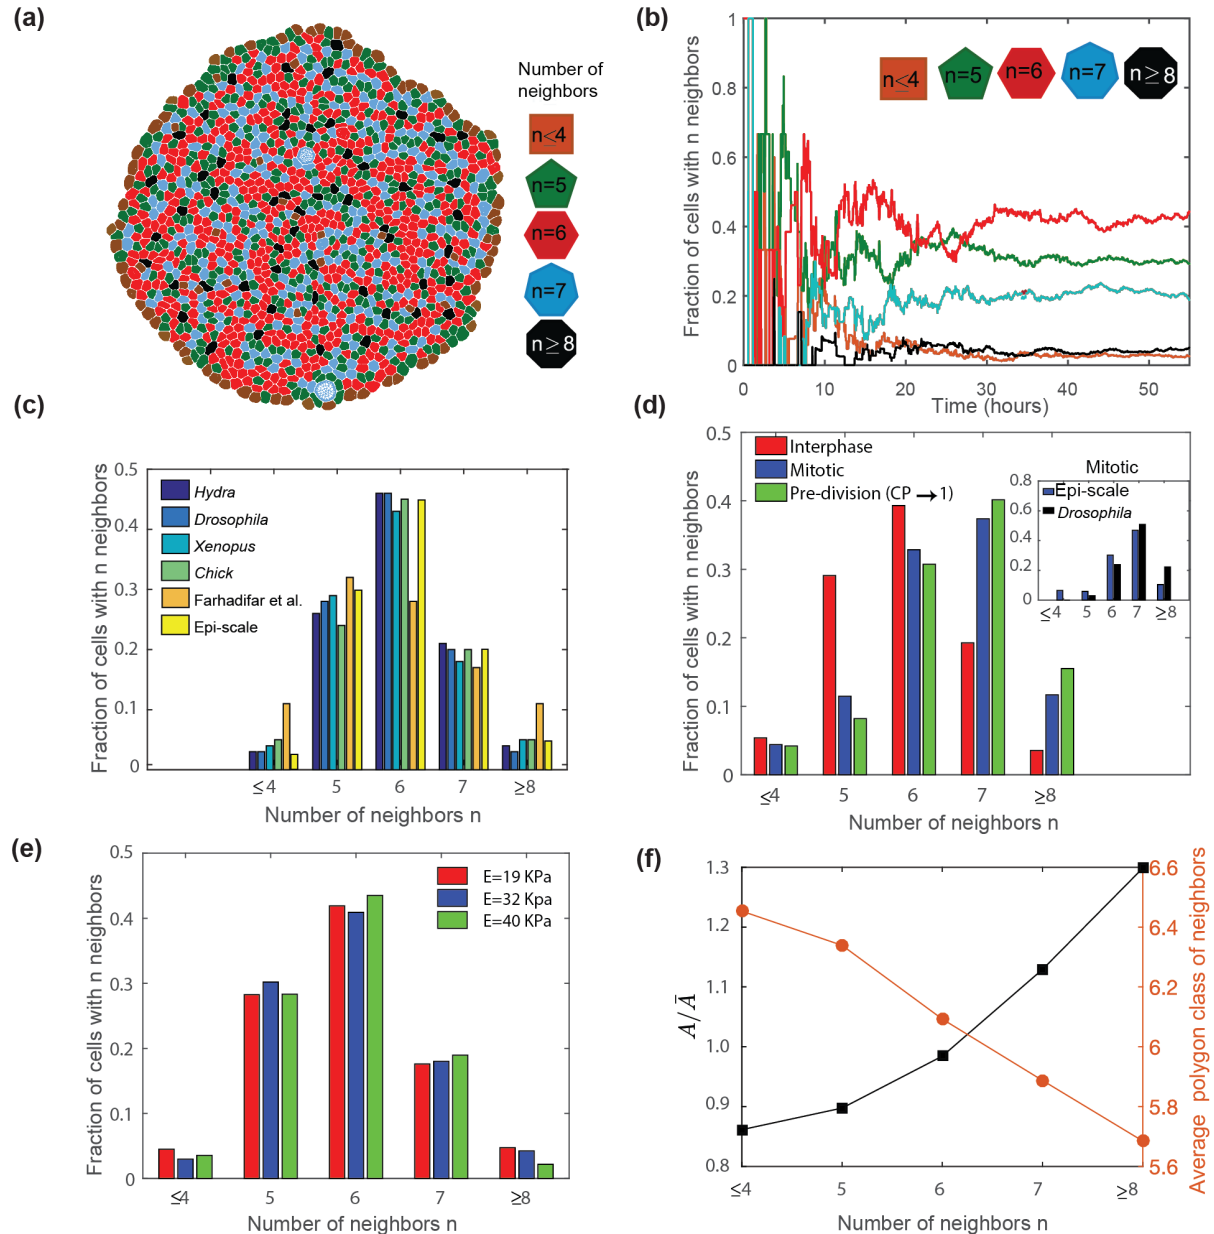 (a)
Number of
neighbors
n≤4
n=5
n=6
n=7
n≥8
(b)
Fraction of cells with n neighbors
1
0.8
0.6
0.4
0.2
0
n≤4
n=5
n=6
n=7
n≥8
0 10 20 30 40 50
Time (hours)
(c)
Fraction of cells with n neighbors
0.5
0.3
0.1
0
Hydra
Drosophila
Xenopus
Chick
Farhadifar et al.
Epi-scale
≤4 5 6 7 ≥8
Number of neighbors n
(d)
Fraction of cells with n neighbors
0.5
0.4
0.3
0.2
0.1
0
Interphase
Mitotic
Pre-division (CP →1)
Mitotic
0.8
0.6
0.4
0.2
0
Epi-scale
Drosophila
≤4 5 6 7 ≥8
≤4 5 6 7 ≥8
Number of neighbors n
(e)
Fraction of cells with n neighbors
0.5
0.4
0.3
0.2
0.1
0
E=19 KPa
E=32 Kpa
E=40 KPa
≤4 5 6 7 ≥8
Number of neighbors n
(f)
A/Ā
1.3
1.2
1.1
1.0
0.9
0.8
6.6
6.4
6.2
6
5.8
5.6
Average polygon class of neighbors
≤4 5 6 7 ≥8
Number of neighbors n